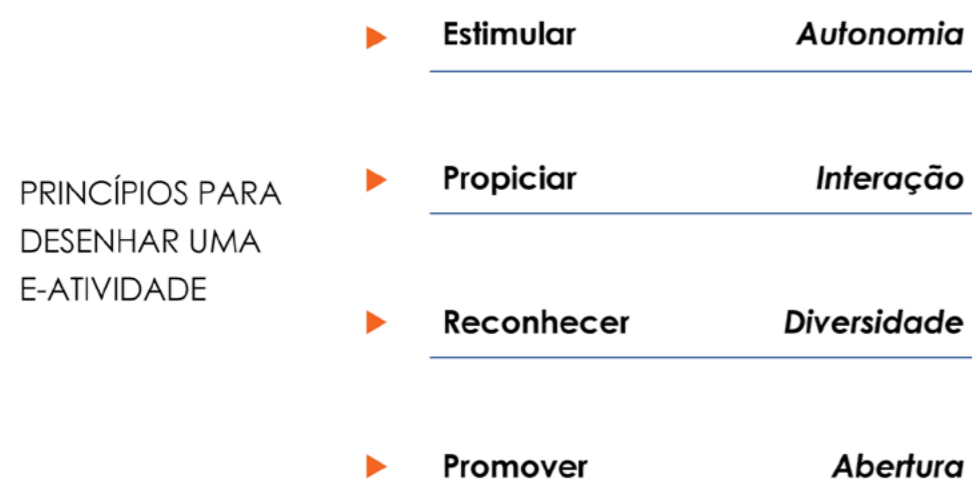 PRINCÍPIOS PARA
DESENHAR UMA
E-ATIVIDADE
Estimular Autonomia
Propiciar Interação
Reconhecer Diversidade
Promover Abertura